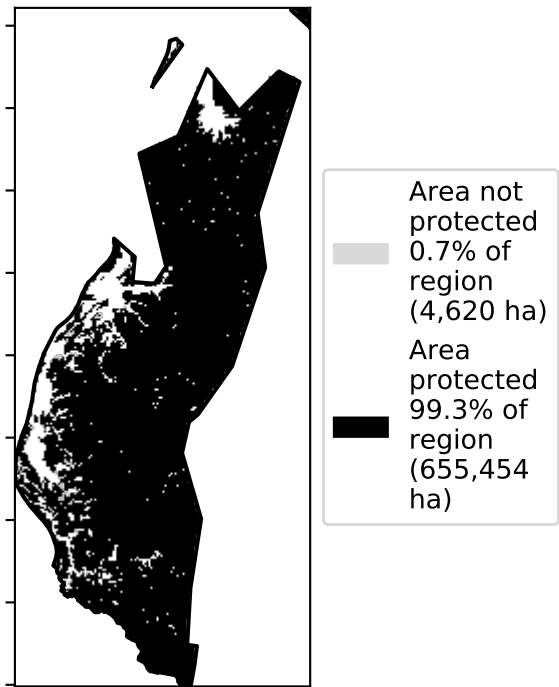 Area not
protected
0.7% of
region
(4,620 ha)
Area
protected
99.3% of
region
(655,454
ha)